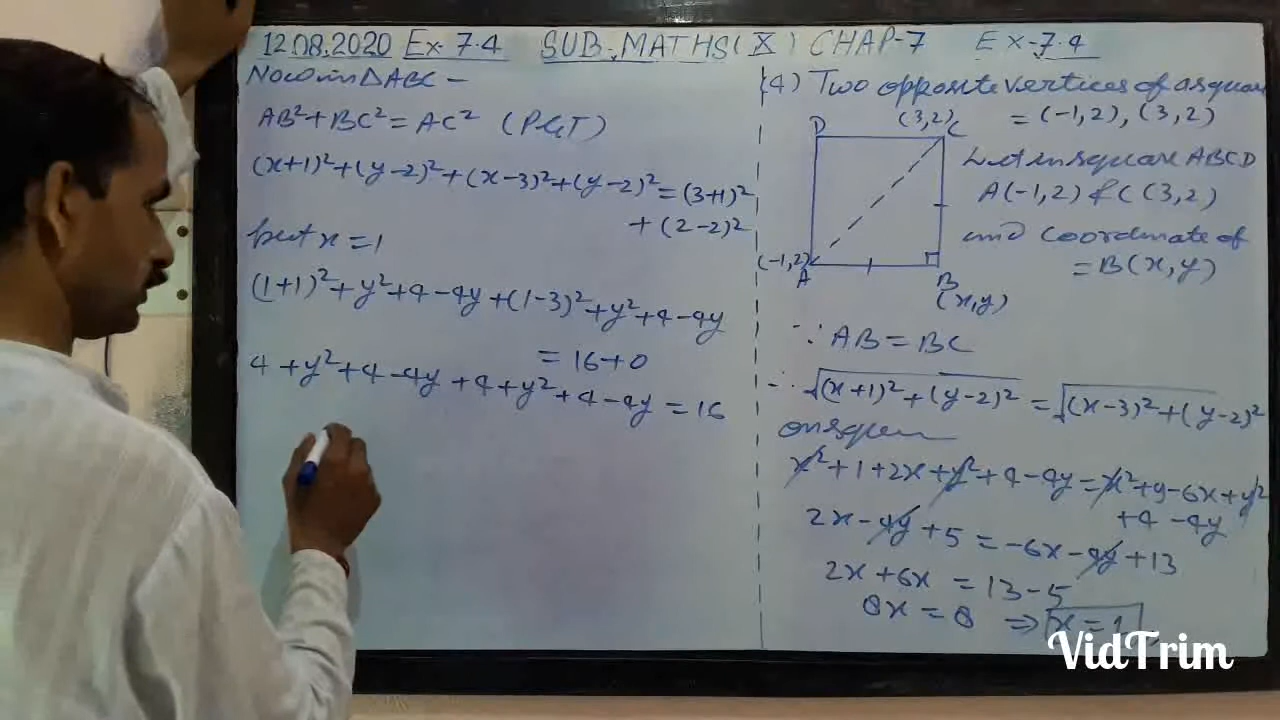 12.08.2020 Ex-7.4 SUB-MATHS(X) CHAP-7 Ex-7.4
Now in △ABC -
AB²+BC²=AC² (P.G.T)
(x+1)²+(y-2)²+(x-3)²+(y-2)²=(3+1)²
+(2-2)²
put x=1
(1+1)²+y²+4-4y+(1-3)²+y²+4-4y
=16+0
4+y²+4-4y+4+y²+4-4y=16
(4) Two opposite vertices of a square
= (-1,2), (3,2)
D (3,2) C
Let in square ABCD
A(-1,2) & C(3,2)
and coordinate of
= B(x,y)
(-1,2) A B
(x,y)
∵ AB = BC
∴ √(x+1)²+(y-2)² = √(x-3)²+(y-2)²
x²+1+2x+y²+4-4y=x²+9-6x+y²
+4-4y
2x-4y+5=-6x-4y+13
2x+6x = 13-5
8x = 8 ⇒ x=1
VidTrim